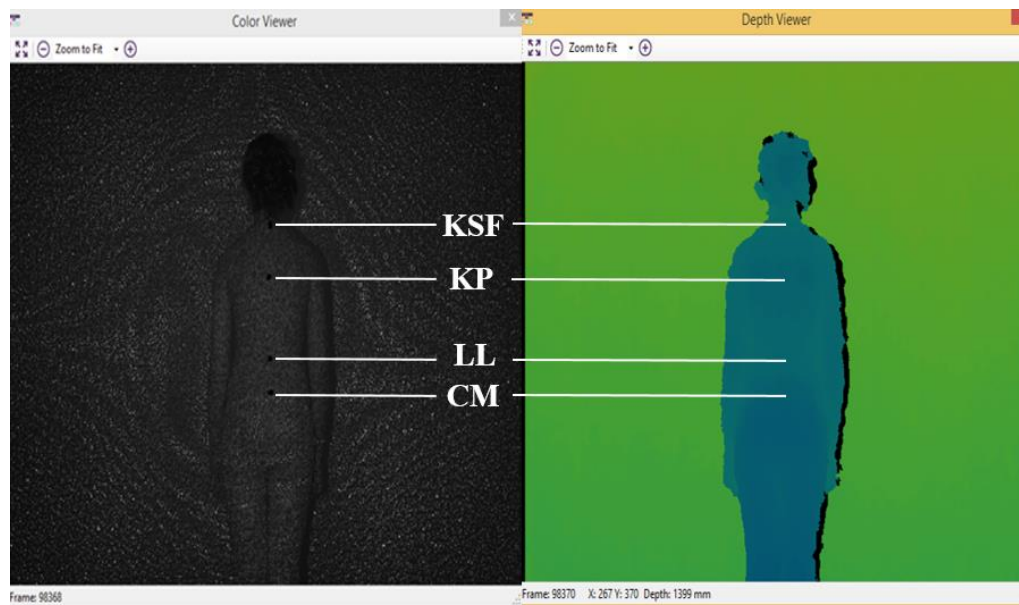 Color Viewer
Zoom to Fit
Depth Viewer
Zoom to Fit
KSF
KP
LL
CM
Frame: 98368
Frame: 98370 X: 267 Y: 370 Depth: 1399 mm